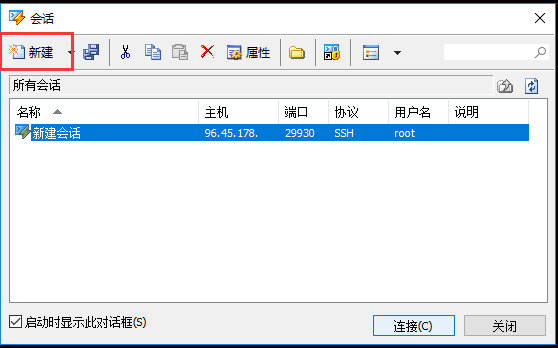 会话
新建 属性
所有会话
名称 主机 端口 协议 用户名 说明
新建会话 96.45.178. 29930 SSH root
启动时显示此对话框(S) 连接(C) 关闭